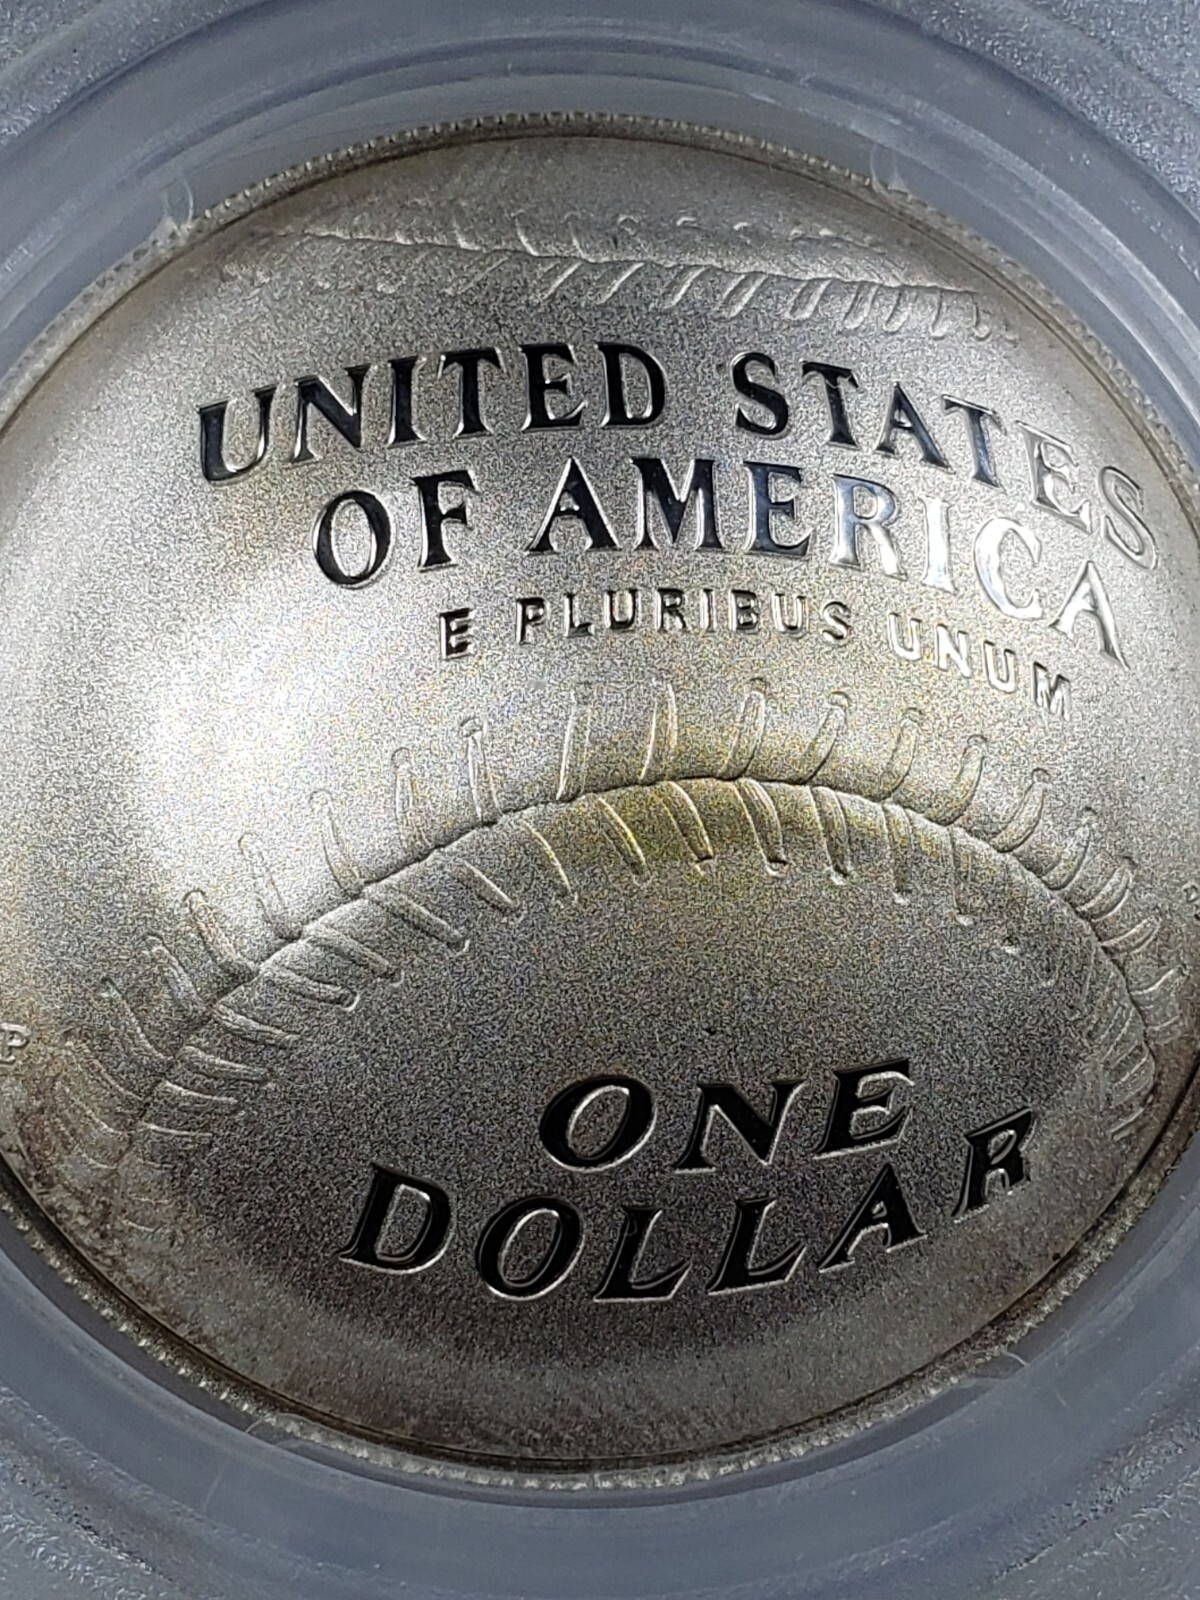 UNITED STATES
OF AMERICA
E PLURIBUS UNUM
P
ONE
DOLLAR